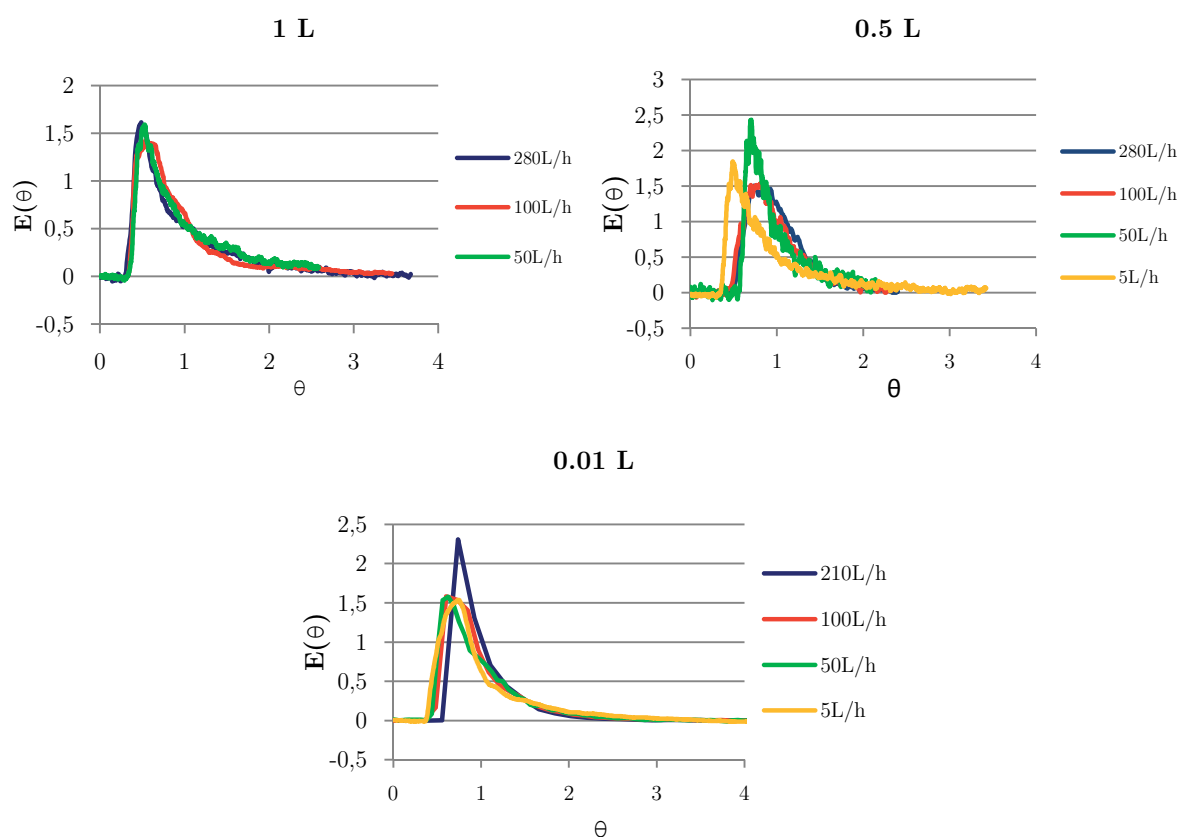 1 L
E(θ)
2
1,5
1
0,5
0
-0,5
0 1 2 3 4
θ
280L/h
100L/h
50L/h
0.5 L
E(θ)
3
2,5
2
1,5
1
0,5
0
-0,5
0 1 2 3 4
θ
280L/h
100L/h
50L/h
5L/h
0.01 L
E(θ)
2,5
2
1,5
1
0,5
0
-0,5
0 1 2 3 4
θ
210L/h
100L/h
50L/h
5L/h